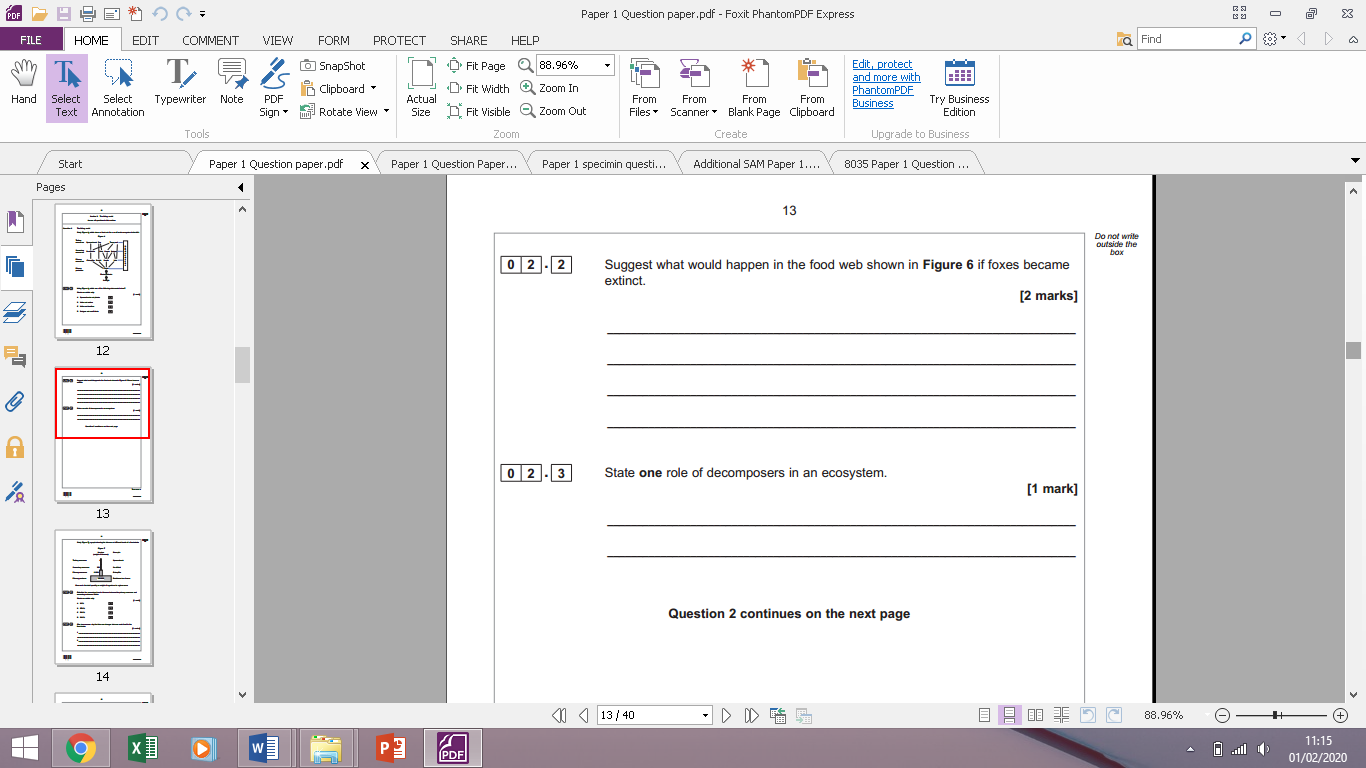 Paper 1 Question paper.pdf - Foxit PhantomPDF Express
FILE HOME EDIT COMMENT VIEW FORM PROTECT SHARE HELP
Find
Hand
Select Text
Select Annotation
Typewriter
Note
PDF Sign
SnapShot
Clipboard
Rotate View
Tools
Actual Size
Fit Page
Fit Width
Fit Visible
88.96%
Zoom In
Zoom Out
Zoom
From Files
From Scanner
From Blank Page
From Clipboard
Create
Edit, protect
and more with
PhantomPDF
Business
Try Business Edition
Upgrade to Business
Start
Paper 1 Question paper.pdf
Paper 1 Question Paper...
Paper 1 specimin questi...
Additional SAM Paper 1....
8035 Paper 1 Question ...
Pages
12
13
14
13
Do not write
outside the
box
0 2 . 2 Suggest what would happen in the food web shown in Figure 6 if foxes became
extinct.
[2 marks]
0 2 . 3 State one role of decomposers in an ecosystem.
[1 mark]
Question 2 continues on the next page
13 / 40
88.96%
11:15
01/02/2020